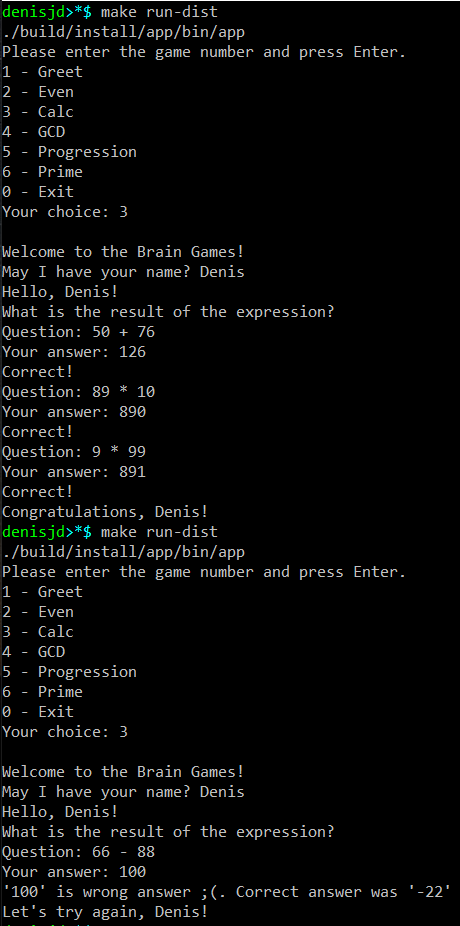 denisjd>*$ make run-dist
./build/install/app/bin/app
Please enter the game number and press Enter.
1 - Greet
2 - Even
3 - Calc
4 - GCD
5 - Progression
6 - Prime
0 - Exit
Your choice: 3
Welcome to the Brain Games!
May I have your name? Denis
Hello, Denis!
What is the result of the expression?
Question: 50 + 76
Your answer: 126
Correct!
Question: 89 * 10
Your answer: 890
Correct!
Question: 9 * 99
Your answer: 891
Correct!
Congratulations, Denis!
denisjd>*$ make run-dist
./build/install/app/bin/app
Please enter the game number and press Enter.
1 - Greet
2 - Even
3 - Calc
4 - GCD
5 - Progression
6 - Prime
0 - Exit
Your choice: 3
Welcome to the Brain Games!
May I have your name? Denis
Hello, Denis!
What is the result of the expression?
Question: 66 - 88
Your answer: 100
'100' is wrong answer ;(. Correct answer was '-22'
Let's try again, Denis!